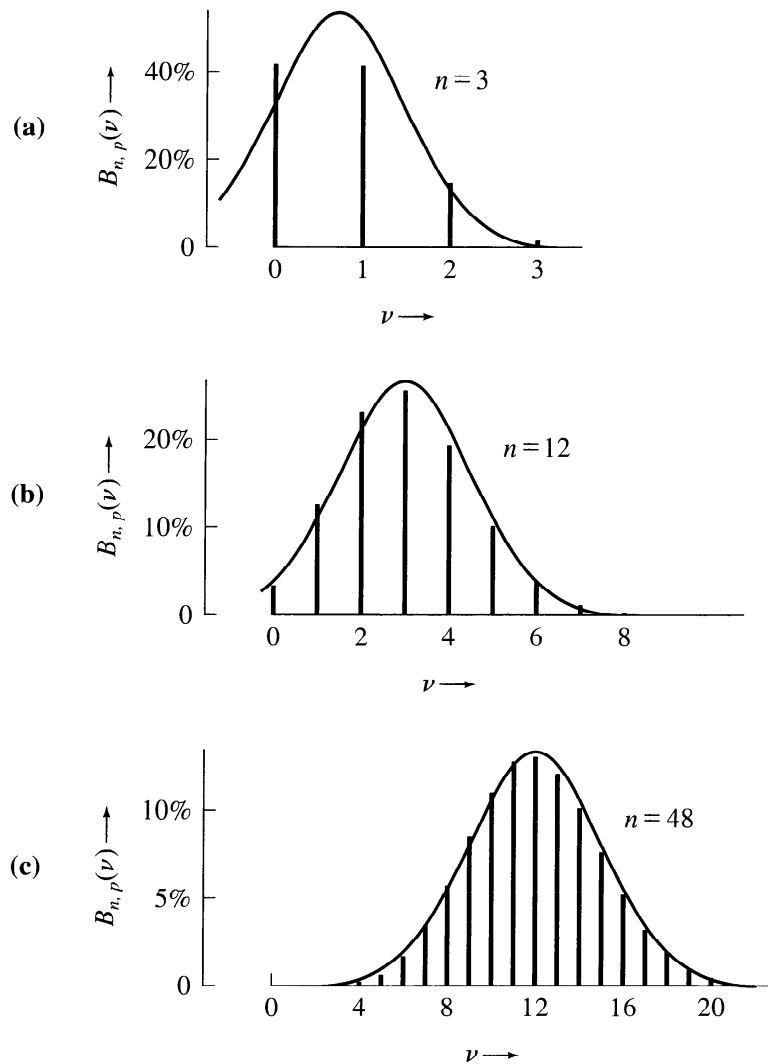 (a)
B_{n, p}(ν) ⟶
40%
20%
0
n = 3
0 1 2 3
ν ⟶
(b)
B_{n, p}(ν) ⟶
20%
10%
0
n = 12
0 2 4 6 8
ν ⟶
(c)
B_{n, p}(ν) ⟶
10%
5%
0
n = 48
0 4 8 12 16 20
ν ⟶